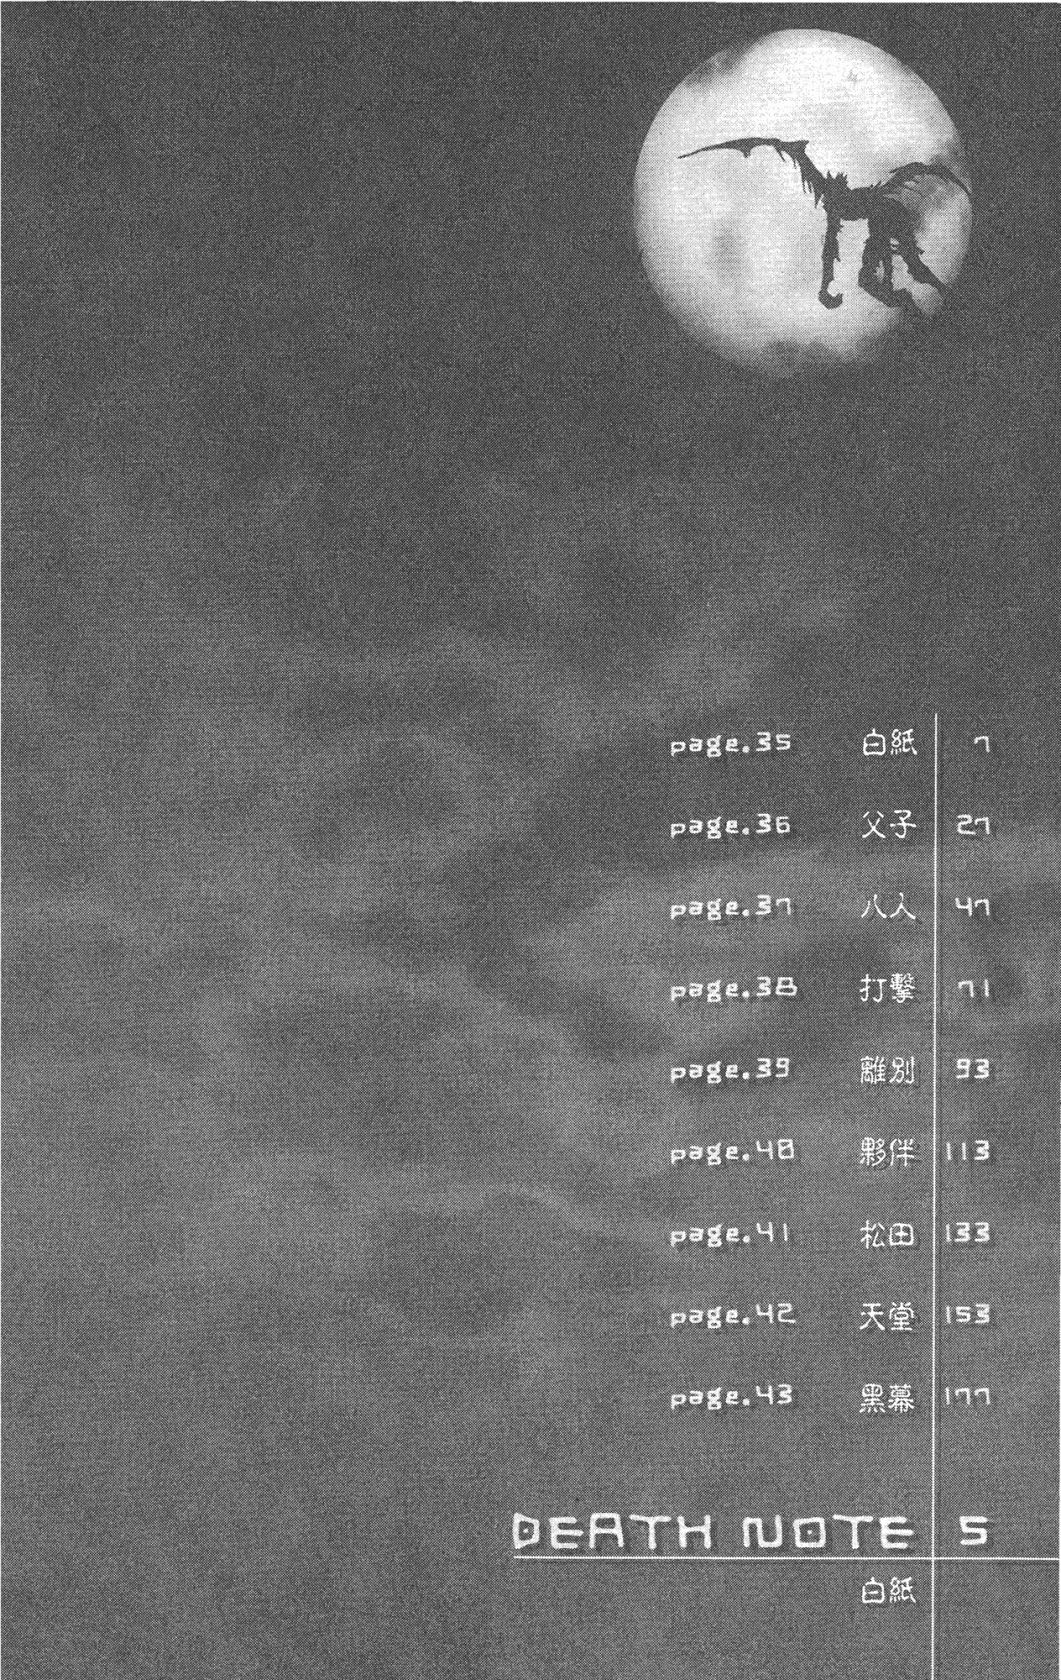 page.35 白紙 7
page.36 父子 27
page.37 八人 47
page.38 打擊 71
page.39 離別 93
page.40 夥伴 113
page.41 松田 133
page.42 天堂 153
page.43 黑幕 177
DEATH NOTE 5
白紙